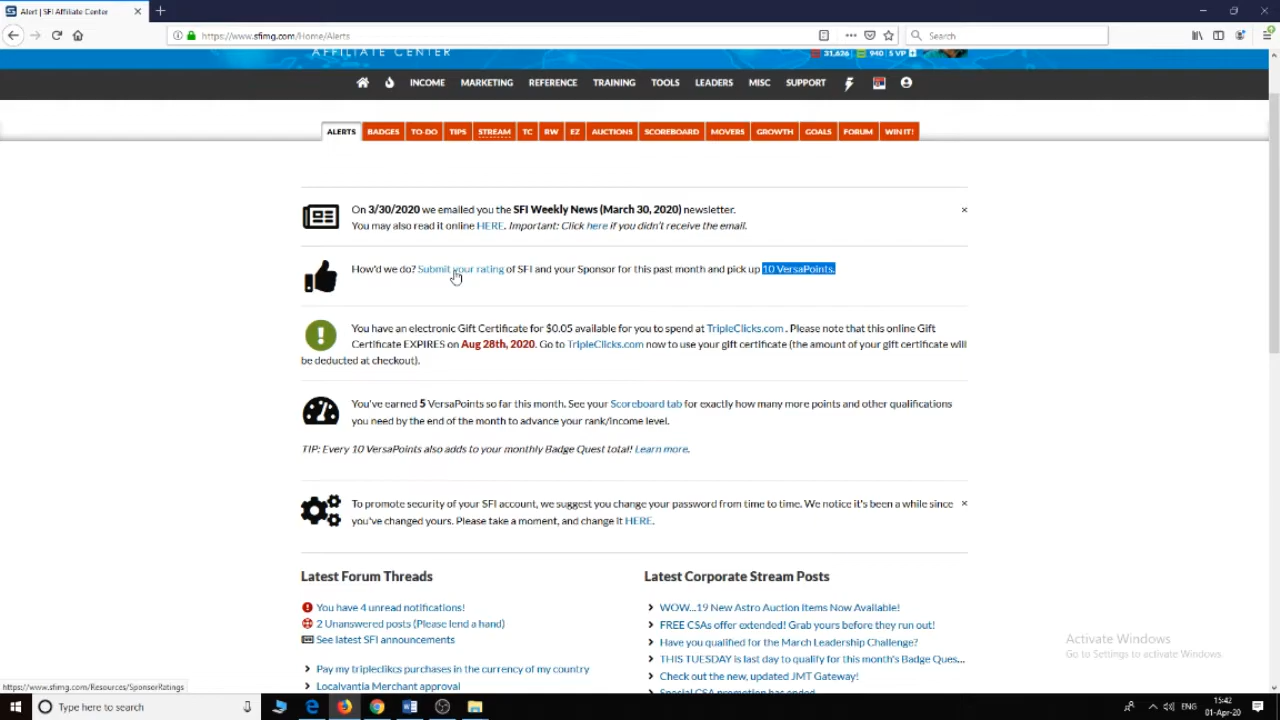 Alert | SFI Affiliate Center
https://www.sfimg.com/Home/Alerts
Search
AFFILIATE CENTER
31,626 940 5 VP
INCOME MARKETING REFERENCE TRAINING TOOLS LEADERS MISC SUPPORT
ALERTS BADGES TO-DO TIPS STREAM TC RW EZ AUCTIONS SCOREBOARD MOVERS GROWTH GOALS FORUM WIN IT!
On 3/30/2020 we emailed you the SFI Weekly News (March 30, 2020) newsletter.
You may also read it online HERE. Important: Click here if you didn't receive the email.
How'd we do? Submit your rating of SFI and your Sponsor for this past month and pick up 10 VersaPoints.
You have an electronic Gift Certificate for $0.05 available for you to spend at TripleClicks.com . Please note that this online Gift
Certificate EXPIRES on Aug 28th, 2020. Go to TripleClicks.com now to use your gift certificate (the amount of your gift certificate will
be deducted at checkout).
You've earned 5 VersaPoints so far this month. See your Scoreboard tab for exactly how many more points and other qualifications
you need by the end of the month to advance your rank/income level.
TIP: Every 10 VersaPoints also adds to your monthly Badge Quest total! Learn more.
To promote security of your SFI account, we suggest you change your password from time to time. We notice it's been a while since
you've changed yours. Please take a moment, and change it HERE.
Latest Forum Threads
You have 4 unread notifications!
2 Unanswered posts (Please lend a hand)
See latest SFI announcements
Pay my tripleclikcs purchases in the currency of my country
Localvantia Merchant approval
Latest Corporate Stream Posts
WOW...19 New Astro Auction Items Now Available!
FREE CSAs offer extended! Grab yours before they run out!
Have you qualified for the March Leadership Challenge?
THIS TUESDAY is last day to qualify for this month's Badge Ques...
Check out the new, updated JMT Gateway!
Special CSA promotion has ended
Activate Windows
Go to Settings to activate Windows.
https://www.sfimg.com/Resources/SponsorRatings
Type here to search
ENG
15:42
01-Apr-20